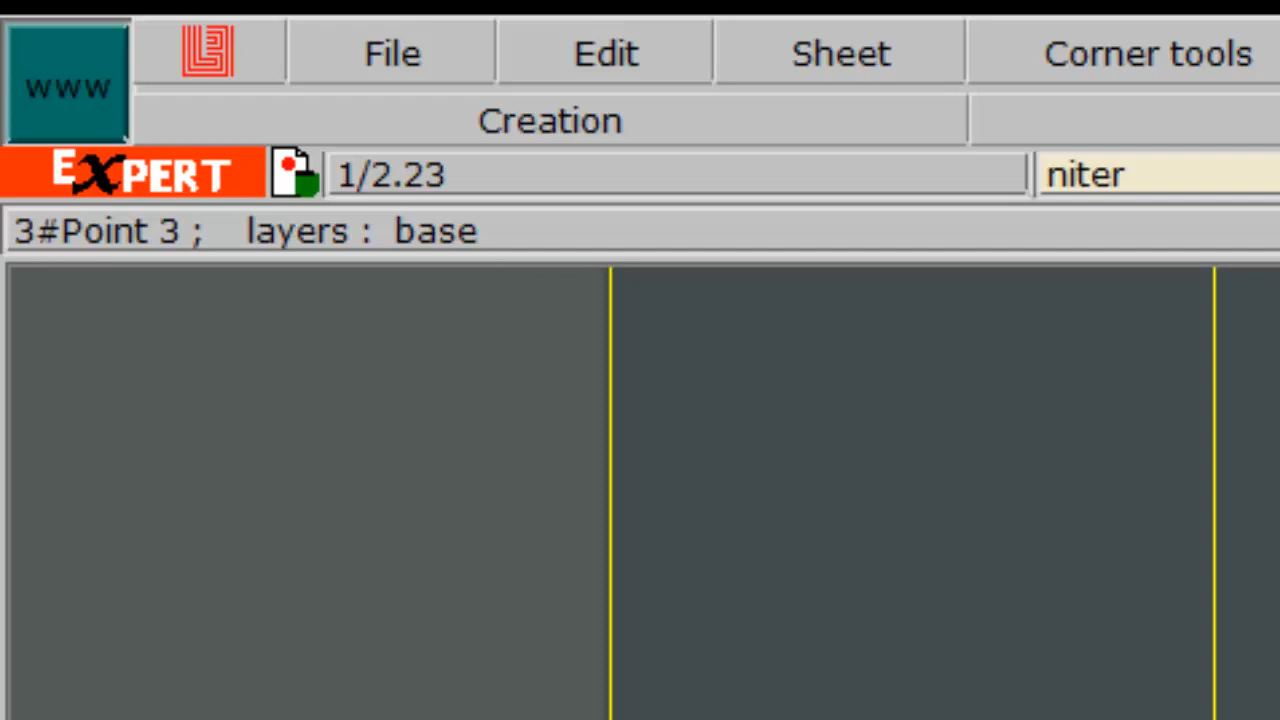 www File Edit Sheet Corner tools
Creation
EXPERT 1/2.23 niter
3#Point 3 ; layers : base